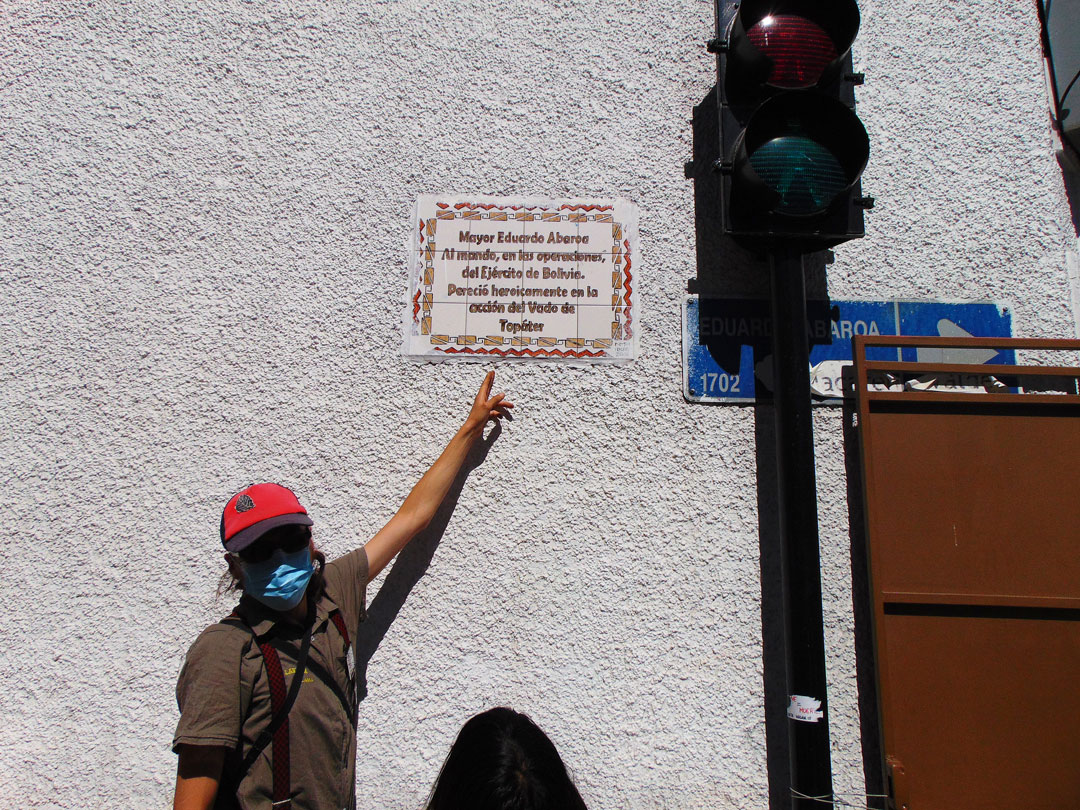 Mayor Eduardo Abaroa
Al mando, en las operaciones,
del Ejército de Bolivia.
Pereció heroicamente en la
acción del Vado de
Topáter
EDUARDO ABAROA
1702